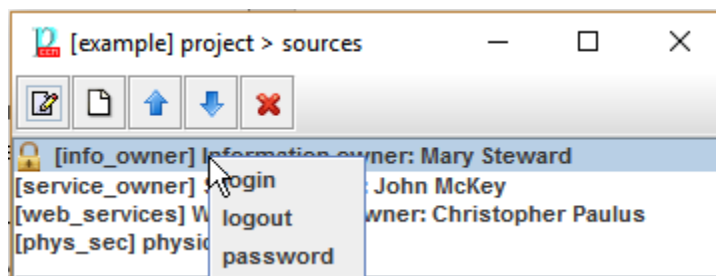 [example] project > sources
[info_owner] Information owner: Mary Steward
[service_owner] : John McKey
[web_services] owner: Christopher Paulus
[phys_sec]
login
logout
password